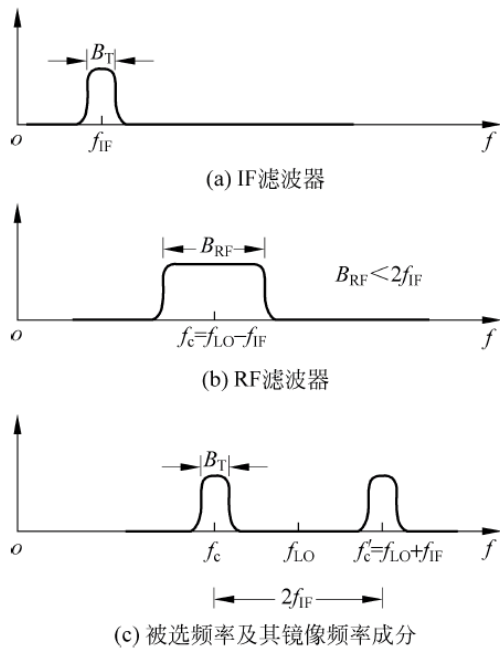 B_T
o
f_IF
f
(a) IF滤波器
B_RF
B_RF<2f_IF
o
f_c=f_LO−f_IF
f
(b) RF滤波器
B_T
o
f_c
f_LO
f_c′=f_LO+f_IF
f
2f_IF
(c) 被选频率及其镜像频率成分